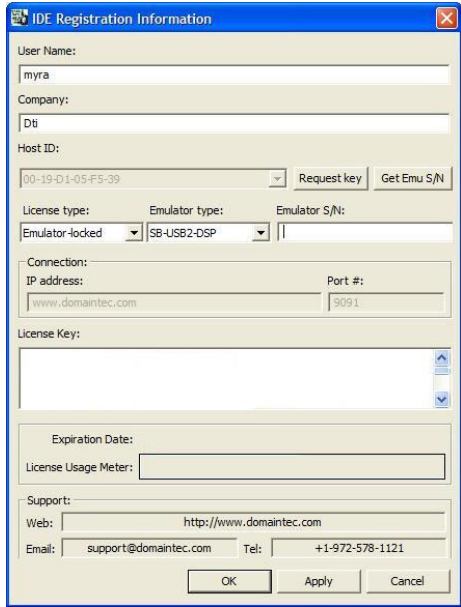 IDE Registration Information
User Name:
myra
Company:
Dti
Host ID:
00-19-D1-05-F5-39 Request key Get Emu S/N
License type: Emulator type: Emulator S/N:
Emulator-locked SB-USB2-DSP
Connection:
IP address: Port #:
www.domaintec.com 9091
License Key:
Expiration Date:
License Usage Meter:
Support:
Web: http://www.domaintec.com
Email: support@domaintec.com Tel: +1-972-578-1121
OK Apply Cancel